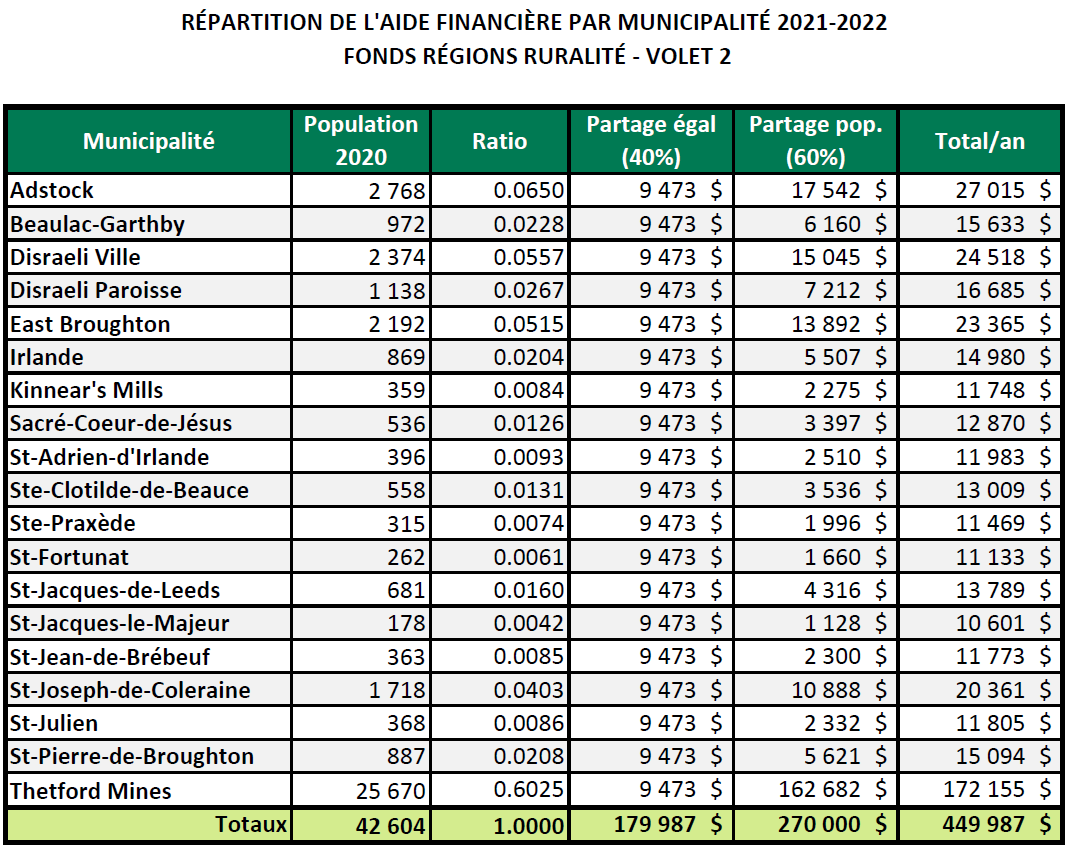 RÉPARTITION DE L'AIDE FINANCIÈRE PAR MUNICIPALITÉ 2021-2022
FONDS RÉGIONS RURALITÉ - VOLET 2
Municipalité Population 2020 Ratio Partage égal (40%) Partage pop. (60%) Total/an
Adstock 2 768 0.0650 9 473 $ 17 542 $ 27 015 $
Beaulac-Garthby 972 0.0228 9 473 $ 6 160 $ 15 633 $
Disraeli Ville 2 374 0.0557 9 473 $ 15 045 $ 24 518 $
Disraeli Paroisse 1 138 0.0267 9 473 $ 7 212 $ 16 685 $
East Broughton 2 192 0.0515 9 473 $ 13 892 $ 23 365 $
Irlande 869 0.0204 9 473 $ 5 507 $ 14 980 $
Kinnear's Mills 359 0.0084 9 473 $ 2 275 $ 11 748 $
Sacré-Coeur-de-Jésus 536 0.0126 9 473 $ 3 397 $ 12 870 $
St-Adrien-d'Irlande 396 0.0093 9 473 $ 2 510 $ 11 983 $
Ste-Clotilde-de-Beauce 558 0.0131 9 473 $ 3 536 $ 13 009 $
Ste-Praxède 315 0.0074 9 473 $ 1 996 $ 11 469 $
St-Fortunat 262 0.0061 9 473 $ 1 660 $ 11 133 $
St-Jacques-de-Leeds 681 0.0160 9 473 $ 4 316 $ 13 789 $
St-Jacques-le-Majeur 178 0.0042 9 473 $ 1 128 $ 10 601 $
St-Jean-de-Brébeuf 363 0.0085 9 473 $ 2 300 $ 11 773 $
St-Joseph-de-Coleraine 1 718 0.0403 9 473 $ 10 888 $ 20 361 $
St-Julien 368 0.0086 9 473 $ 2 332 $ 11 805 $
St-Pierre-de-Broughton 887 0.0208 9 473 $ 5 621 $ 15 094 $
Thetford Mines 25 670 0.6025 9 473 $ 162 682 $ 172 155 $
Totaux 42 604 1.0000 179 987 $ 270 000 $ 449 987 $